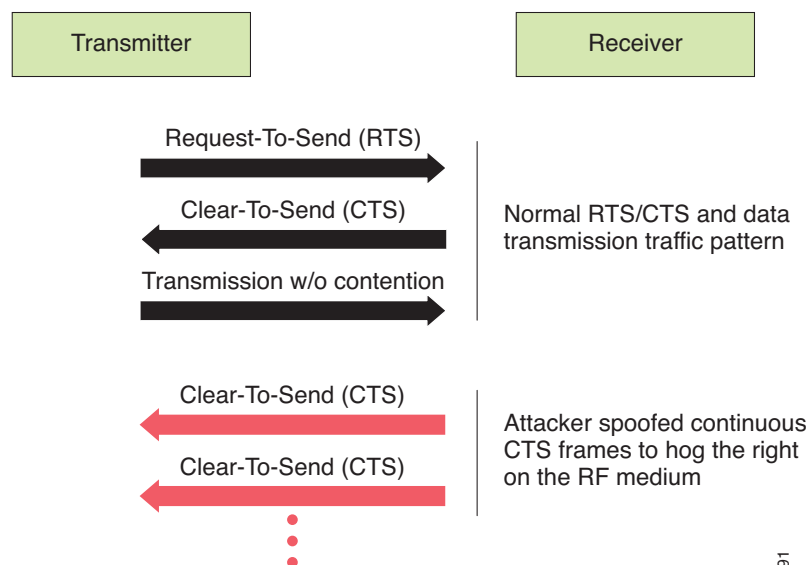 Transmitter
Receiver
Request-To-Send (RTS)
Clear-To-Send (CTS)
Transmission w/o contention
Normal RTS/CTS and data
transmission traffic pattern
Clear-To-Send (CTS)
Clear-To-Send (CTS)
Attacker spoofed continuous
CTS frames to hog the right
on the RF medium